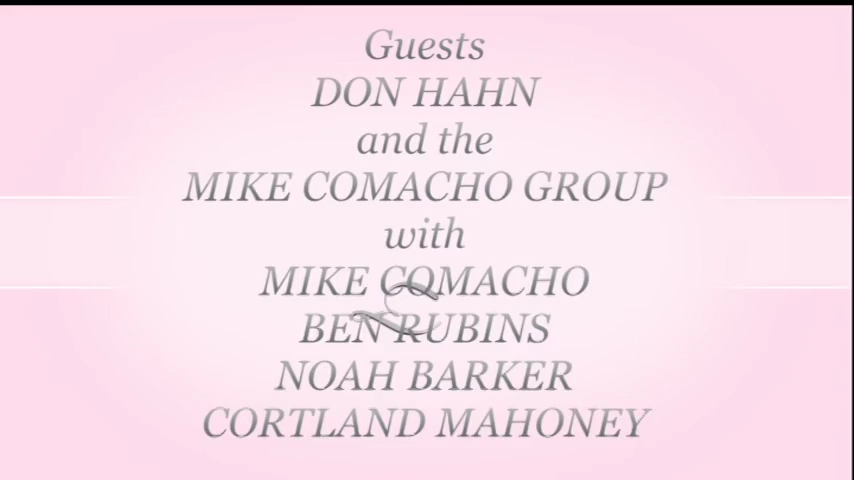 Guests
DON HAHN
and the
MIKE COMACHO GROUP
with
MIKE COMACHO
BEN RUBINS
NOAH BARKER
CORTLAND MAHONEY